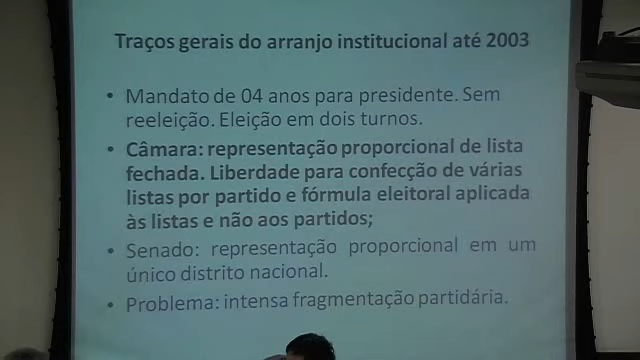 Traços gerais do arranjo institucional até 2003
• Mandato de 04 anos para presidente. Sem
reeleição. Eleição em dois turnos.
• Câmara: representação proporcional de lista
fechada. Liberdade para confecção de várias
listas por partido e fórmula eleitoral aplicada
às listas e não aos partidos;
• Senado: representação proporcional em um
único distrito nacional.
• Problema: intensa fragmentação partidária.